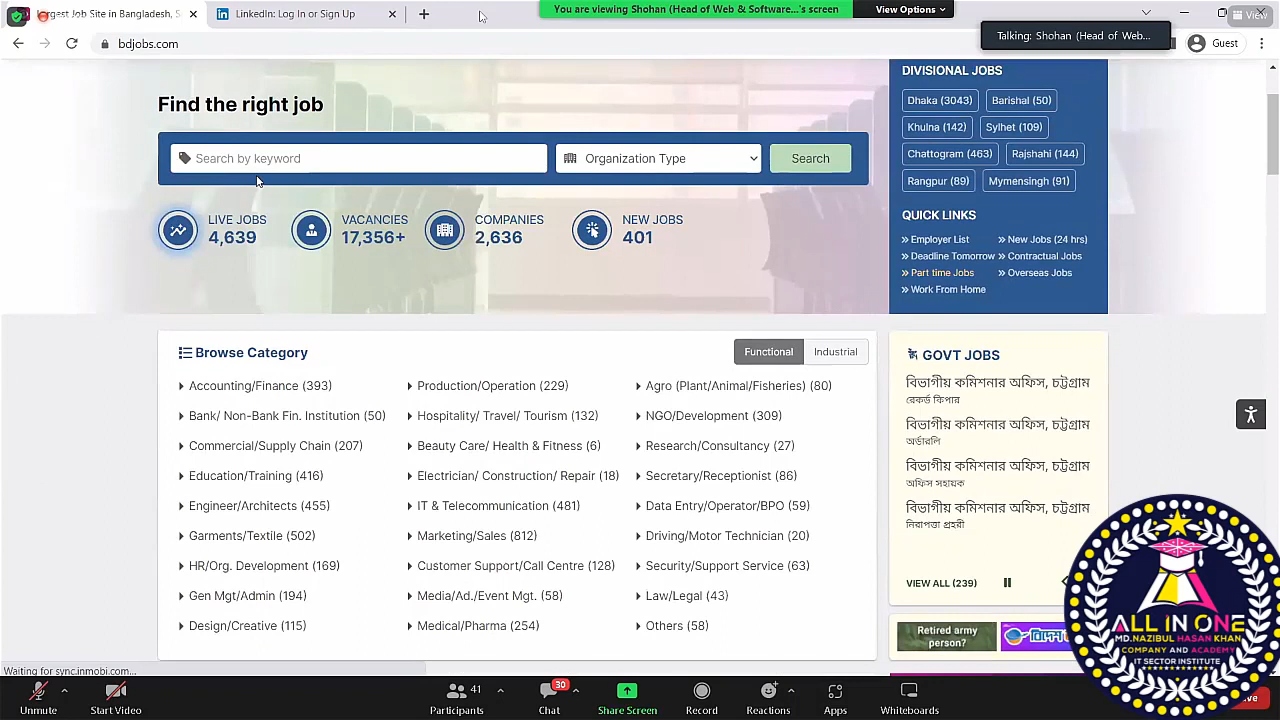 Largest Job Site in Bangladesh, S
LinkedIn: Log In or Sign Up
You are viewing Shohan (Head of Web & Software...'s screen
View Options
View
Talking: Shohan (Head of Web...
bdjobs.com
Guest
Find the right job
Search by keyword
Organization Type
Search
LIVE JOBS
4,639
VACANCIES
17,356+
COMPANIES
2,636
NEW JOBS
401
DIVISIONAL JOBS
Dhaka (3043)
Barishal (50)
Khulna (142)
Sylhet (109)
Chattogram (463)
Rajshahi (144)
Rangpur (89)
Mymensingh (91)
QUICK LINKS
Employer List
New Jobs (24 hrs)
Deadline Tomorrow
Contractual Jobs
Part time Jobs
Overseas Jobs
Work From Home
Browse Category
Functional
Industrial
Accounting/Finance (393)
Production/Operation (229)
Agro (Plant/Animal/Fisheries) (80)
Bank/ Non-Bank Fin. Institution (50)
Hospitality/ Travel/ Tourism (132)
NGO/Development (309)
Commercial/Supply Chain (207)
Beauty Care/ Health & Fitness (6)
Research/Consultancy (27)
Education/Training (416)
Electrician/ Construction/ Repair (18)
Secretary/Receptionist (86)
Engineer/Architects (455)
IT & Telecommunication (481)
Data Entry/Operator/BPO (59)
Garments/Textile (502)
Marketing/Sales (812)
Driving/Motor Technician (20)
HR/Org. Development (169)
Customer Support/Call Centre (128)
Security/Support Service (63)
Gen Mgt/Admin (194)
Media/Ad./Event Mgt. (58)
Law/Legal (43)
Design/Creative (115)
Medical/Pharma (254)
Others (58)
GOVT JOBS
বিভাগীয় কমিশনার অফিস, চট্টগ্রাম
রেকর্ড কিপার
বিভাগীয় কমিশনার অফিস, চট্টগ্রাম
অর্ডারলি
বিভাগীয় কমিশনার অফিস, চট্টগ্রাম
অফিস সহায়ক
বিভাগীয় কমিশনার অফিস, চট্টগ্রাম
নিরাপত্তা প্রহরী
VIEW ALL (239)
Retired army
person?
ALL IN ONE
MD.NAZIBUL HASAN KHAN
COMPANY AND ACADEMY
IT SECTOR INSTITUTE
Waiting for sync.inmobi.com...
Unmute
Start Video
41
Participants
30
Chat
Share Screen
Record
Reactions
Apps
Whiteboards